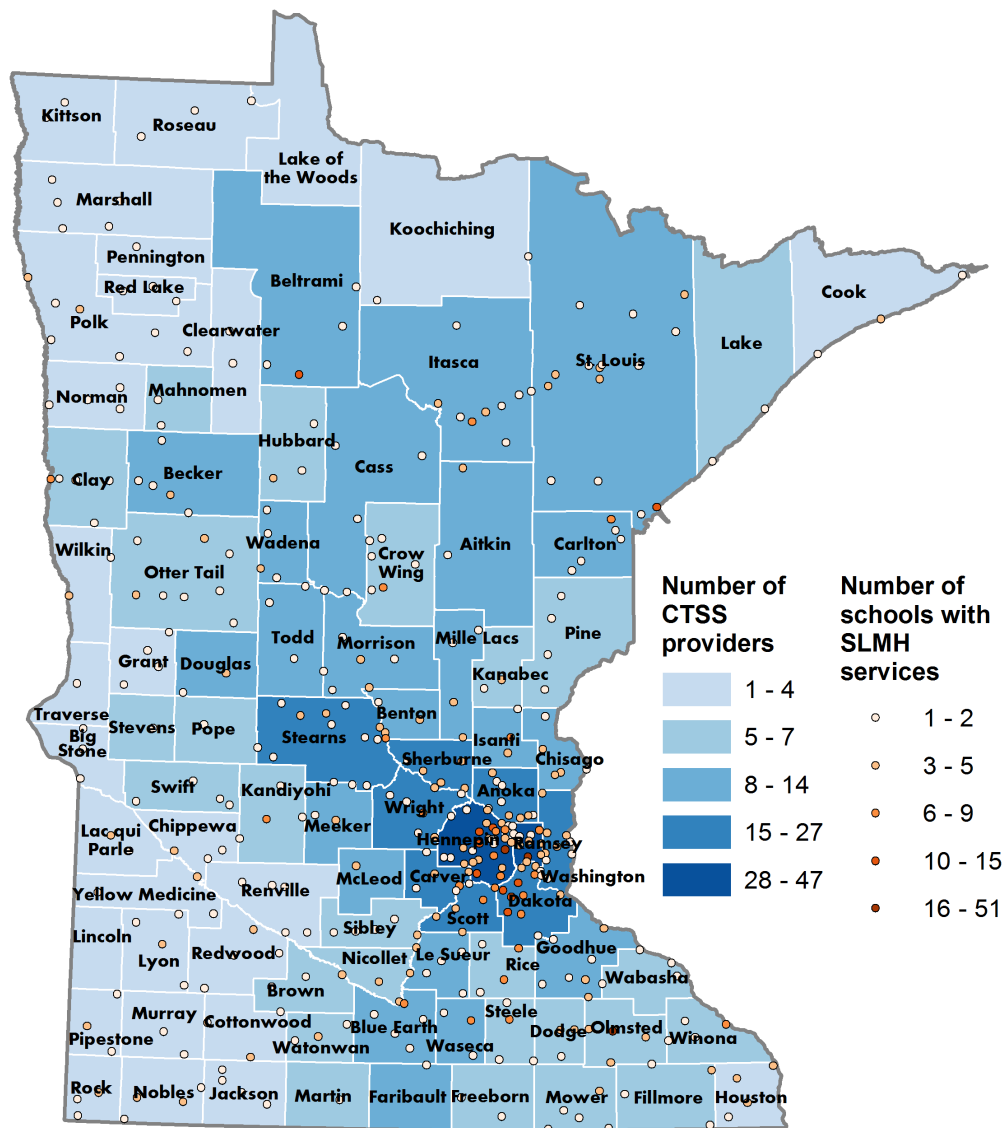 Kittson
Roseau
Lake of
the Woods
Marshall
Koochiching
Pennington
Red Lake
Beltrami
Cook
Polk
Clearwater
Itasca
St. Louis
Lake
Norman
Mahnomen
Hubbard
Clay
Becker
Cass
Wilkin
Wadena
Crow
Wing
Aitkin
Carlton
Otter Tail
Todd
Morrison
Mille Lacs
Pine
Kanabec
Grant
Douglas
Traverse
Big
Stone
Stevens
Pope
Stearns
Benton
Isanti
Sherburne
Chisago
Swift
Kandiyohi
Wright
Anoka
Meeker
Lacqui
Parle
Chippewa
Hennepin
Ramsey
Yellow Medicine
Renville
McLeod
Carver
Washington
Dakota
Scott
Lincoln
Lyon
Redwood
Sibley
Nicollet
Le Sueur
Rice
Goodhue
Wabasha
Brown
Pipestone
Murray
Cottonwood
Watonwan
Blue Earth
Waseca
Steele
Dodge
Olmsted
Winona
Rock
Nobles
Jackson
Martin
Faribault
Freeborn
Mower
Fillmore
Houston
Number of
CTSS
providers
1 - 4
5 - 7
8 - 14
15 - 27
28 - 47
Number of
schools with
SLMH
services
1 - 2
3 - 5
6 - 9
10 - 15
16 - 51